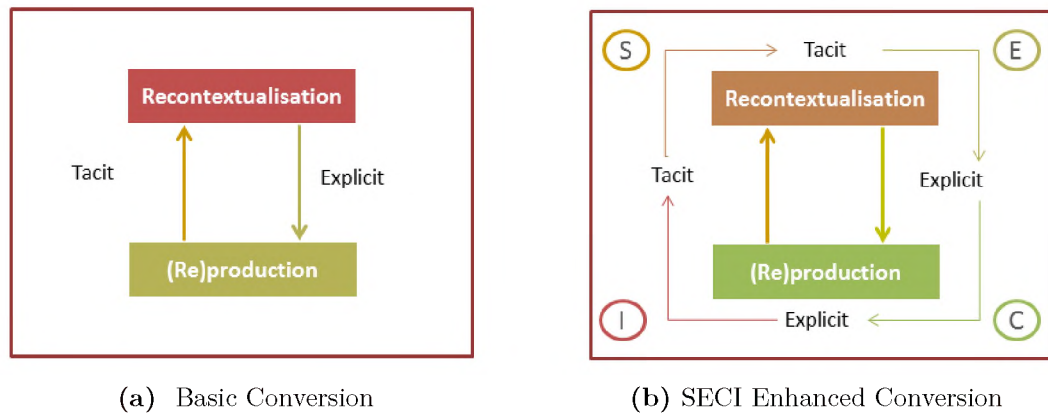 Recontextualisation
Tacit
Explicit
(Re)production
(a) Basic Conversion
S
Tacit
E
Recontextualisation
Tacit
Explicit
(Re)production
I
Explicit
C
(b) SECI Enhanced Conversion